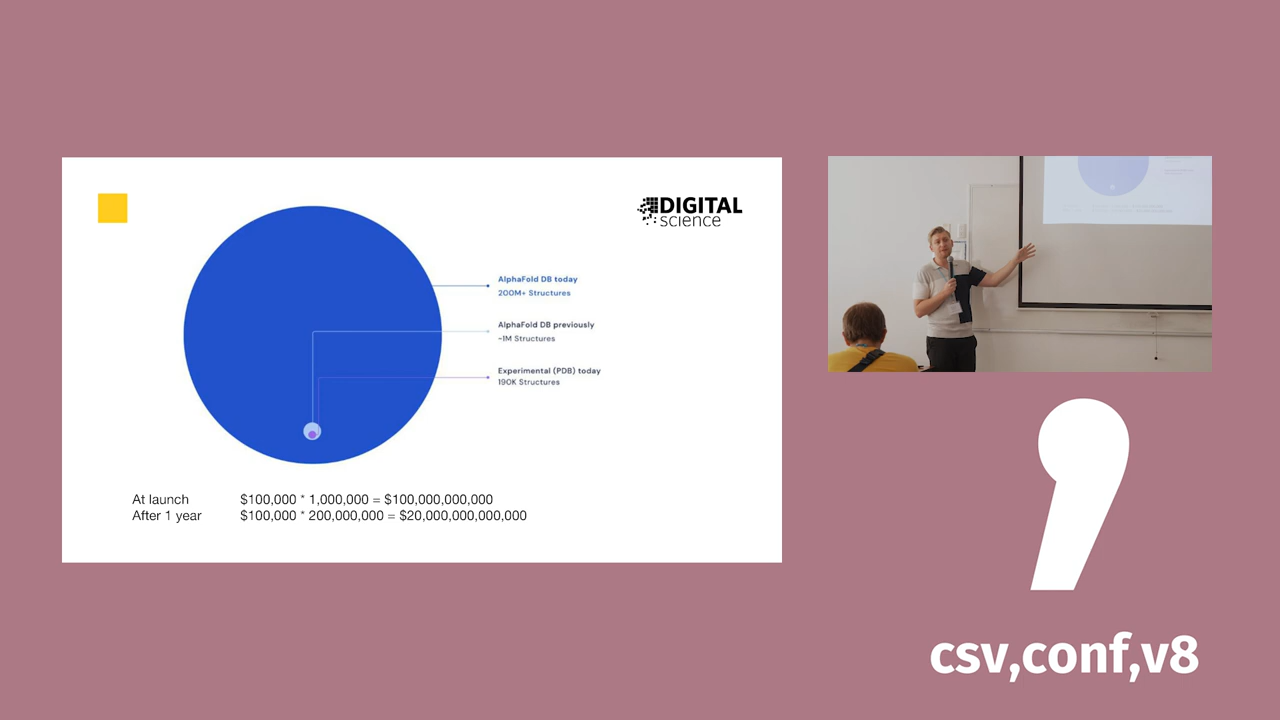 DIGITAL
science
AlphaFold DB today
200M+ Structures
AlphaFold DB previously
~1M Structures
Experimental (PDB) today
190K Structures
At launch $100,000 * 1,000,000 = $100,000,000,000
After 1 year $100,000 * 200,000,000 = $20,000,000,000,000
csv,conf,v8